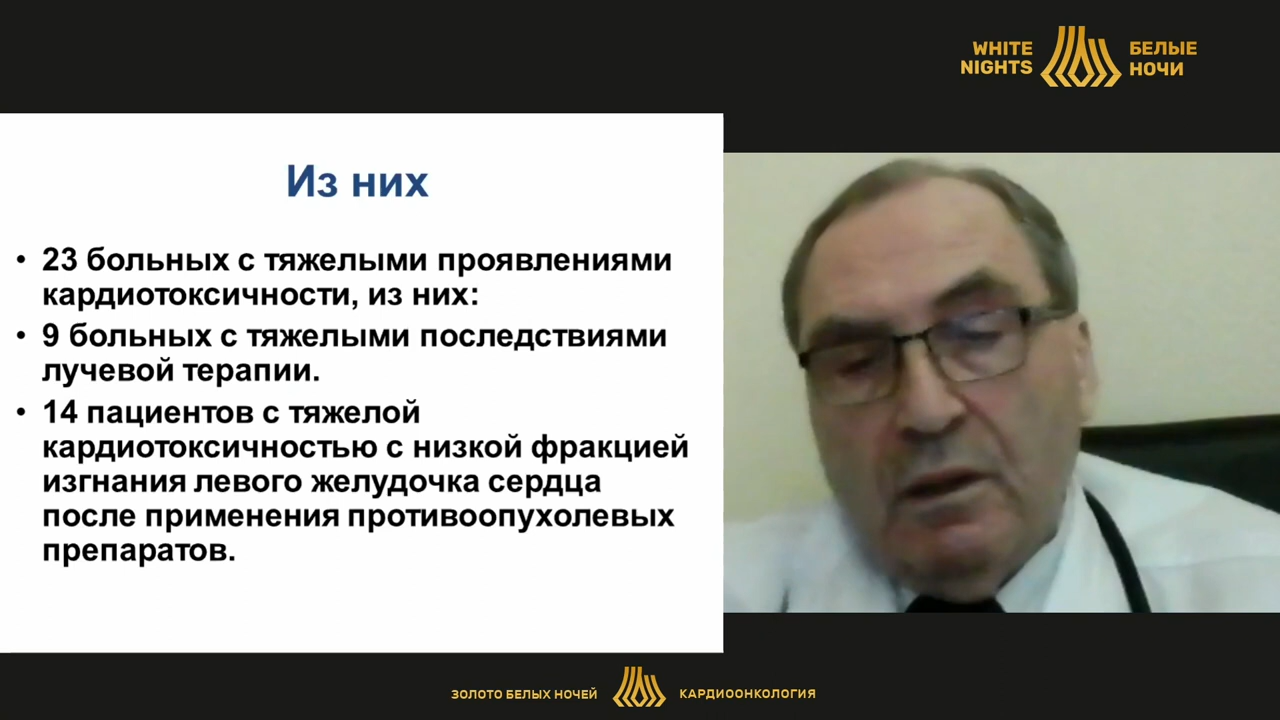 WHITE
NIGHTS
БЕЛЫЕ
НОЧИ
Из них
• 23 больных с тяжелыми проявлениями
кардиотоксичности, из них:
• 9 больных с тяжелыми последствиями
лучевой терапии.
• 14 пациентов с тяжелой
кардиотоксичностью с низкой фракцией
изгнания левого желудочка сердца
после применения противоопухолевых
препаратов.
ЗОЛОТО БЕЛЫХ НОЧЕЙ
КАРДИООНКОЛОГИЯ